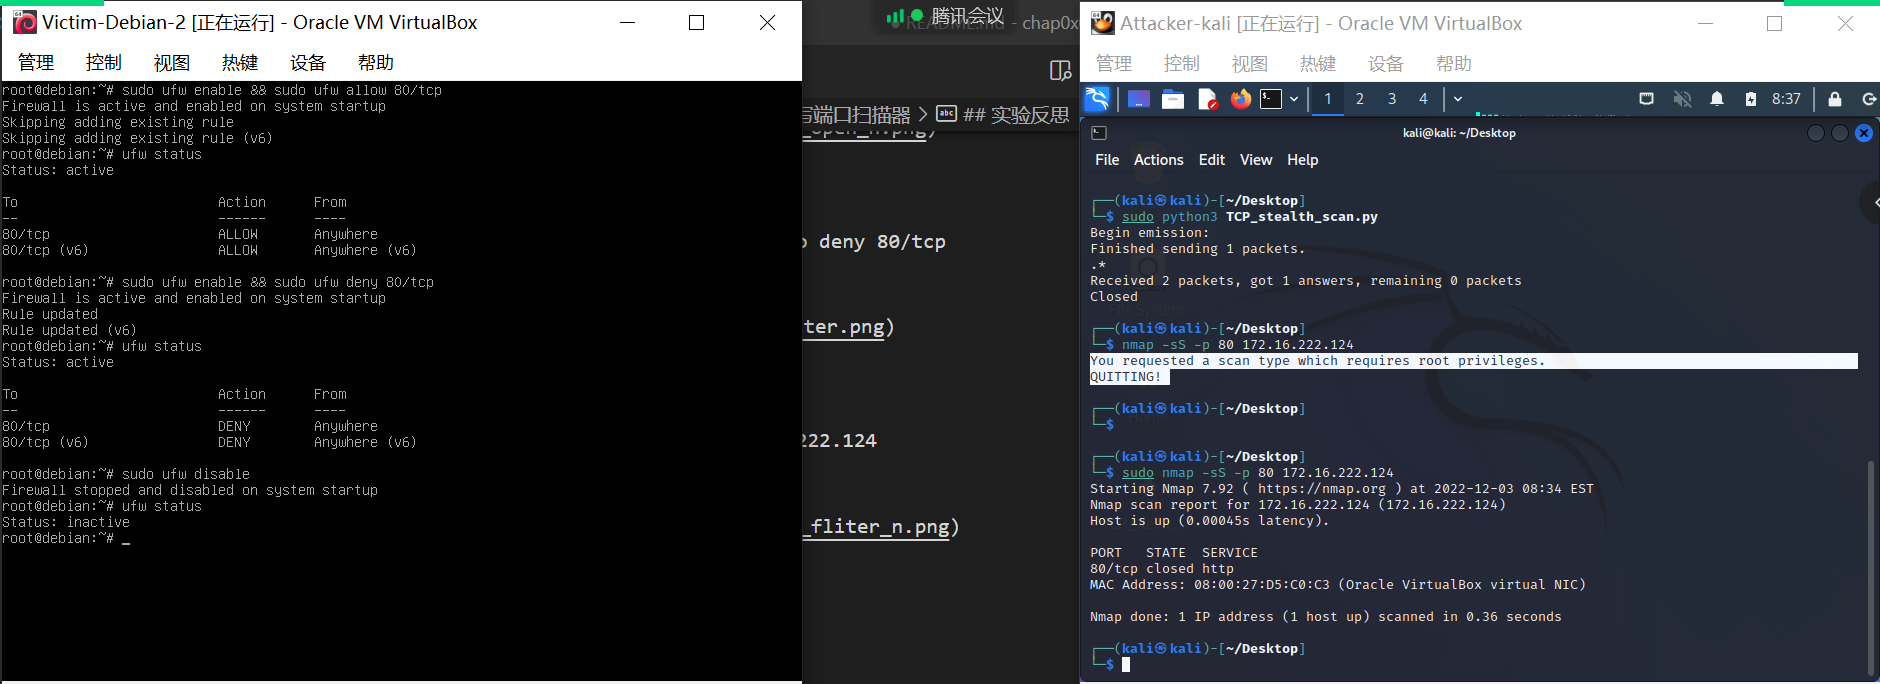 Victim-Debian-2 [正在运行] - Oracle VM VirtualBox
管理 控制 视图 热键 设备 帮助
root@debian:~# sudo ufw enable && sudo ufw allow 80/tcp
Firewall is active and enabled on system startup
Skipping adding existing rule
Skipping adding existing rule (v6)
root@debian:~# ufw status
Status: active
To Action From
-- ------ ----
80/tcp ALLOW Anywhere
80/tcp (v6) ALLOW Anywhere (v6)
root@debian:~# sudo ufw enable && sudo ufw deny 80/tcp
Firewall is active and enabled on system startup
Rule updated
Rule updated (v6)
root@debian:~# ufw status
Status: active
To Action From
-- ------ ----
80/tcp DENY Anywhere
80/tcp (v6) DENY Anywhere (v6)
root@debian:~# sudo ufw disable
Firewall stopped and disabled on system startup
root@debian:~# ufw status
Status: inactive
root@debian:~# _
腾讯会议
README.md - chap0x
写端口扫描器 > abc ## 实验反思
_open_n.png)
deny 80/tcp
ter.png)
222.124
_fliter_n.png)
Attacker-kali [正在运行] - Oracle VM VirtualBox
管理 控制 视图 热键 设备 帮助
1 2 3 4 8:37
kali@kali: ~/Desktop
File Actions Edit View Help
┌──(kali㉿kali)-[~/Desktop]
└─$ sudo python3 TCP_stealth_scan.py
Begin emission:
Finished sending 1 packets.
.*
Received 2 packets, got 1 answers, remaining 0 packets
Closed
File System
┌──(kali㉿kali)-[~/Desktop]
└─$ nmap -sS -p 80 172.16.222.124
You requested a scan type which requires root privileges.
QUITTING!
┌──(kali㉿kali)-[~/Desktop]
└─$
┌──(kali㉿kali)-[~/Desktop]
└─$ sudo nmap -sS -p 80 172.16.222.124
Starting Nmap 7.92 ( https://nmap.org ) at 2022-12-03 08:34 EST
Nmap scan report for 172.16.222.124 (172.16.222.124)
Host is up (0.00045s latency).
PORT STATE SERVICE
80/tcp closed http
MAC Address: 08:00:27:D5:C0:C3 (Oracle VirtualBox virtual NIC)
Nmap done: 1 IP address (1 host up) scanned in 0.36 seconds
┌──(kali㉿kali)-[~/Desktop]
└─$